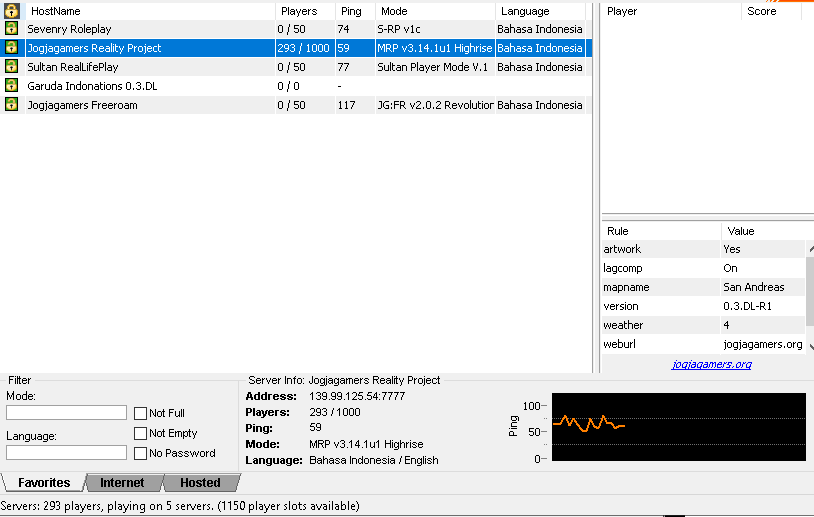 HostName Players Ping Mode Language
Sevenry Roleplay 0 / 50 74 S-RP v1c Bahasa Indonesia
Jogjagamers Reality Project 293 / 1000 59 MRP v3.14.1u1 Highrise Bahasa Indonesia
Sultan RealLifePlay 0 / 50 77 Sultan Player Mode V.1 Bahasa Indonesia
Garuda Indonations 0.3.DL 0 / 0 -
Jogjagamers Freeroam 0 / 50 117 JG:FR v2.0.2 Revolution Bahasa Indonesia
Player Score
Rule Value
artwork Yes
lagcomp On
mapname San Andreas
version 0.3.DL-R1
weather 4
weburl jogjagamers.org
jogjagamers.org
Filter
Mode:
Not Full
Language:
Not Empty
No Password
Server Info: Jogjagamers Reality Project
Address: 139.99.125.54:7777
Players: 293 / 1000
Ping: 59
Mode: MRP v3.14.1u1 Highrise
Language: Bahasa Indonesia / English
Ping
100
50
0
Favorites Internet Hosted
Servers: 293 players, playing on 5 servers. (1150 player slots available)